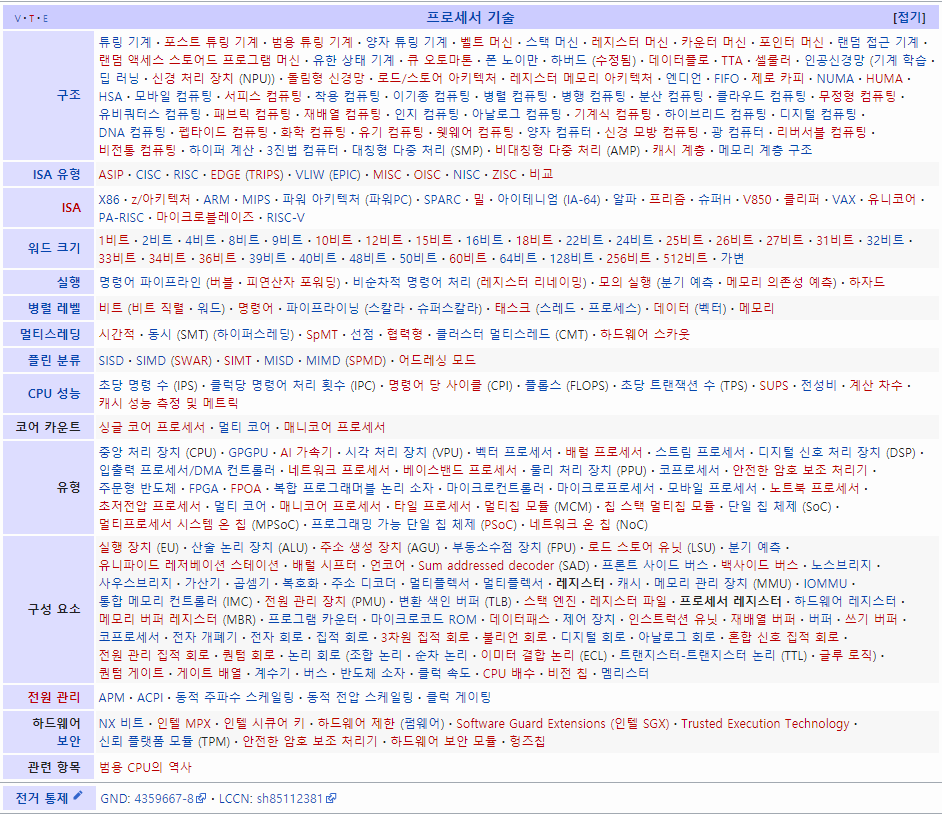 V · T · E 프로세서 기술 [접기]
구조
튜링 기계 · 포스트 튜링 기계 · 범용 튜링 기계 · 양자 튜링 기계 · 벨트 머신 · 스택 머신 · 레지스터 머신 · 카운터 머신 · 포인터 머신 · 랜덤 접근 기계 ·
랜덤 액세스 스토어드 프로그램 머신 · 유한 상태 기계 · 큐 오토마톤 · 폰 노이만 · 하버드 (수정됨) · 데이터플로 · TTA · 셀룰러 · 인공신경망 (기계 학습 ·
딥 러닝 · 신경 처리 장치 (NPU)) · 돌림형 신경망 · 로드/스토어 아키텍처 · 레지스터 메모리 아키텍처 · 엔디언 · FIFO · 제로 카피 · NUMA · HUMA ·
HSA · 모바일 컴퓨팅 · 서피스 컴퓨팅 · 착용 컴퓨팅 · 이기종 컴퓨팅 · 병렬 컴퓨팅 · 병행 컴퓨팅 · 분산 컴퓨팅 · 클라우드 컴퓨팅 · 무정형 컴퓨팅 ·
유비쿼터스 컴퓨팅 · 패브릭 컴퓨팅 · 재배열 컴퓨팅 · 인지 컴퓨팅 · 아날로그 컴퓨팅 · 기계식 컴퓨팅 · 하이브리드 컴퓨팅 · 디지털 컴퓨팅 ·
DNA 컴퓨팅 · 펩타이드 컴퓨팅 · 화학 컴퓨팅 · 유기 컴퓨팅 · 웻웨어 컴퓨팅 · 양자 컴퓨터 · 신경 모방 컴퓨팅 · 광 컴퓨터 · 리버서블 컴퓨팅 ·
비전통 컴퓨팅 · 하이퍼 계산 · 3진법 컴퓨터 · 대칭형 다중 처리 (SMP) · 비대칭형 다중 처리 (AMP) · 캐시 계층 · 메모리 계층 구조
ISA 유형 ASIP · CISC · RISC · EDGE (TRIPS) · VLIW (EPIC) · MISC · OISC · NISC · ZISC · 비교
ISA
X86 · z/아키텍처 · ARM · MIPS · 파워 아키텍처 (파워PC) · SPARC · 밀 · 아이테니엄 (IA-64) · 알파 · 프리즘 · 슈퍼H · V850 · 클리퍼 · VAX · 유니코어 ·
PA-RISC · 마이크로블레이즈 · RISC-V
워드 크기
1비트 · 2비트 · 4비트 · 8비트 · 9비트 · 10비트 · 12비트 · 15비트 · 16비트 · 18비트 · 22비트 · 24비트 · 25비트 · 26비트 · 27비트 · 31비트 · 32비트 ·
33비트 · 34비트 · 36비트 · 39비트 · 40비트 · 48비트 · 50비트 · 60비트 · 64비트 · 128비트 · 256비트 · 512비트 · 가변
실행 명령어 파이프라인 (버블 · 피연산자 포워딩) · 비순차적 명령어 처리 (레지스터 리네이밍) · 모의 실행 (분기 예측 · 메모리 의존성 예측) · 하자드
병렬 레벨 비트 (비트 직렬 · 워드) · 명령어 · 파이프라이닝 (스칼라 · 슈퍼스칼라) · 태스크 (스레드 · 프로세스) · 데이터 (벡터) · 메모리
멀티스레딩 시간적 · 동시 (SMT) (하이퍼스레딩) · SpMT · 선점 · 협력형 · 클러스터 멀티스레드 (CMT) · 하드웨어 스카웃
플린 분류 SISD · SIMD (SWAR) · SIMT · MISD · MIMD (SPMD) · 어드레싱 모드
CPU 성능
초당 명령 수 (IPS) · 클럭당 명령어 처리 횟수 (IPC) · 명령어 당 사이클 (CPI) · 플롭스 (FLOPS) · 초당 트랜잭션 수 (TPS) · SUPS · 전성비 · 계산 차수 ·
캐시 성능 측정 및 메트릭
코어 카운트 싱글 코어 프로세서 · 멀티 코어 · 매니코어 프로세서
유형
중앙 처리 장치 (CPU) · GPGPU · AI 가속기 · 시각 처리 장치 (VPU) · 벡터 프로세서 · 배럴 프로세서 · 스트림 프로세서 · 디지털 신호 처리 장치 (DSP) ·
입출력 프로세서/DMA 컨트롤러 · 네트워크 프로세서 · 베이스밴드 프로세서 · 물리 처리 장치 (PPU) · 코프로세서 · 안전한 암호 보조 처리기 ·
주문형 반도체 · FPGA · FPOA · 복합 프로그래머블 논리 소자 · 마이크로컨트롤러 · 마이크로프로세서 · 모바일 프로세서 · 노트북 프로세서 ·
초저전압 프로세서 · 멀티 코어 · 매니코어 프로세서 · 타일 프로세서 · 멀티칩 모듈 (MCM) · 칩 스택 멀티칩 모듈 · 단일 칩 체제 (SoC) ·
멀티프로세서 시스템 온 칩 (MPSoC) · 프로그래밍 가능 단일 칩 체제 (PSoC) · 네트워크 온 칩 (NoC)
구성 요소
실행 장치 (EU) · 산술 논리 장치 (ALU) · 주소 생성 장치 (AGU) · 부동소수점 장치 (FPU) · 로드 스토어 유닛 (LSU) · 분기 예측 ·
유니파이드 레저베이션 스테이션 · 배럴 시프터 · 언코어 · Sum addressed decoder (SAD) · 프론트 사이드 버스 · 백사이드 버스 · 노스브리지 ·
사우스브리지 · 가산기 · 곱셈기 · 복호화 · 주소 디코더 · 멀티플렉서 · 멀티플렉서 · 레지스터 · 캐시 · 메모리 관리 장치 (MMU) · IOMMU ·
통합 메모리 컨트롤러 (IMC) · 전원 관리 장치 (PMU) · 변환 색인 버퍼 (TLB) · 스택 엔진 · 레지스터 파일 · 프로세서 레지스터 · 하드웨어 레지스터 ·
메모리 버퍼 레지스터 (MBR) · 프로그램 카운터 · 마이크로코드 ROM · 데이터패스 · 제어 장치 · 인스트럭션 유닛 · 재배열 버퍼 · 버퍼 · 쓰기 버퍼 ·
코프로세서 · 전자 개폐기 · 전자 회로 · 집적 회로 · 3차원 집적 회로 · 불리언 회로 · 디지털 회로 · 아날로그 회로 · 혼합 신호 집적 회로 ·
전원 관리 집적 회로 · 퀀텀 회로 · 논리 회로 (조합 논리 · 순차 논리 · 이미터 결합 논리 (ECL) · 트랜지스터-트랜지스터 논리 (TTL) · 글루 로직) ·
퀀텀 게이트 · 게이트 배열 · 계수기 · 버스 · 반도체 소자 · 클럭 속도 · CPU 배수 · 비전 칩 · 멤리스터
전원 관리 APM · ACPI · 동적 주파수 스케일링 · 동적 전압 스케일링 · 클럭 게이팅
하드웨어
보안
NX 비트 · 인텔 MPX · 인텔 시큐어 키 · 하드웨어 제한 (펌웨어) · Software Guard Extensions (인텔 SGX) · Trusted Execution Technology ·
신뢰 플랫폼 모듈 (TPM) · 안전한 암호 보조 처리기 · 하드웨어 보안 모듈 · 헝즈칩
관련 항목 범용 CPU의 역사
전거 통제 GND: 4359667-8 · LCCN: sh85112381